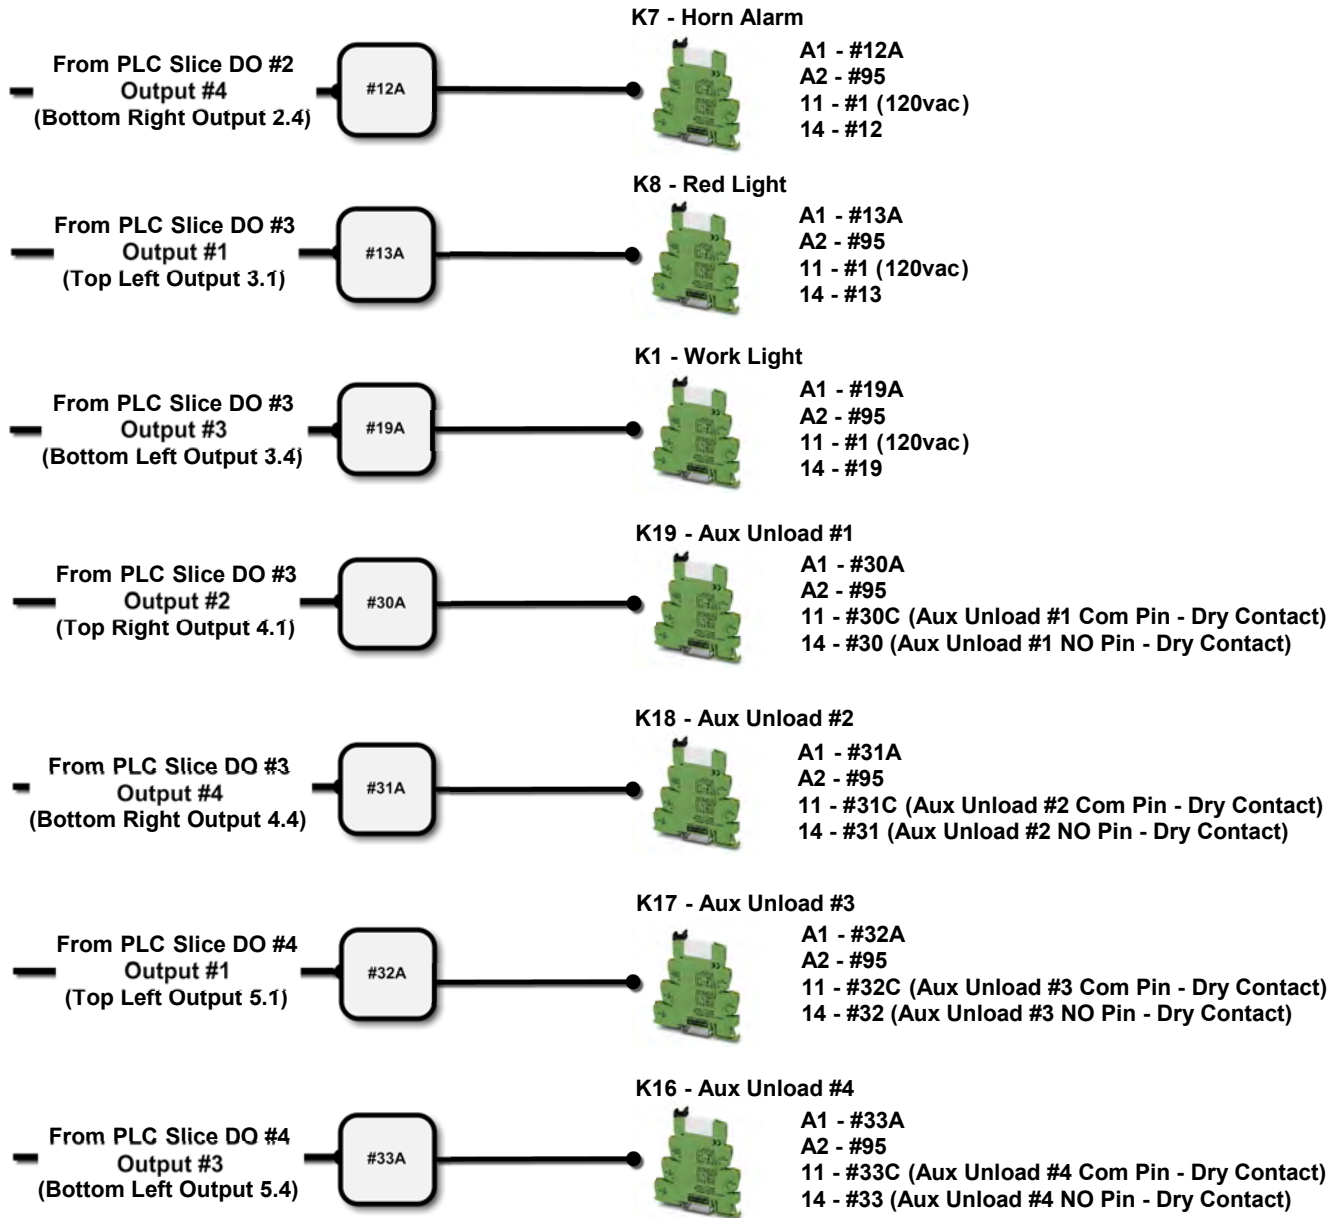 K7 - Horn Alarm
From PLC Slice DO #2
Output #4
(Bottom Right Output 2.4)
#12A
A1 - #12A
A2 - #95
11 - #1 (120vac)
14 - #12
K8 - Red Light
From PLC Slice DO #3
Output #1
(Top Left Output 3.1)
#13A
A1 - #13A
A2 - #95
11 - #1 (120vac)
14 - #13
K1 - Work Light
From PLC Slice DO #3
Output #3
(Bottom Left Output 3.4)
#19A
A1 - #19A
A2 - #95
11 - #1 (120vac)
14 - #19
K19 - Aux Unload #1
From PLC Slice DO #3
Output #2
(Top Right Output 4.1)
#30A
A1 - #30A
A2 - #95
11 - #30C (Aux Unload #1 Com Pin - Dry Contact)
14 - #30 (Aux Unload #1 NO Pin - Dry Contact)
K18 - Aux Unload #2
From PLC Slice DO #3
Output #4
(Bottom Right Output 4.4)
#31A
A1 - #31A
A2 - #95
11 - #31C (Aux Unload #2 Com Pin - Dry Contact)
14 - #31 (Aux Unload #2 NO Pin - Dry Contact)
K17 - Aux Unload #3
From PLC Slice DO #4
Output #1
(Top Left Output 5.1)
#32A
A1 - #32A
A2 - #95
11 - #32C (Aux Unload #3 Com Pin - Dry Contact)
14 - #32 (Aux Unload #3 NO Pin - Dry Contact)
K16 - Aux Unload #4
From PLC Slice DO #4
Output #3
(Bottom Left Output 5.4)
#33A
A1 - #33A
A2 - #95
11 - #33C (Aux Unload #4 Com Pin - Dry Contact)
14 - #33 (Aux Unload #4 NO Pin - Dry Contact)